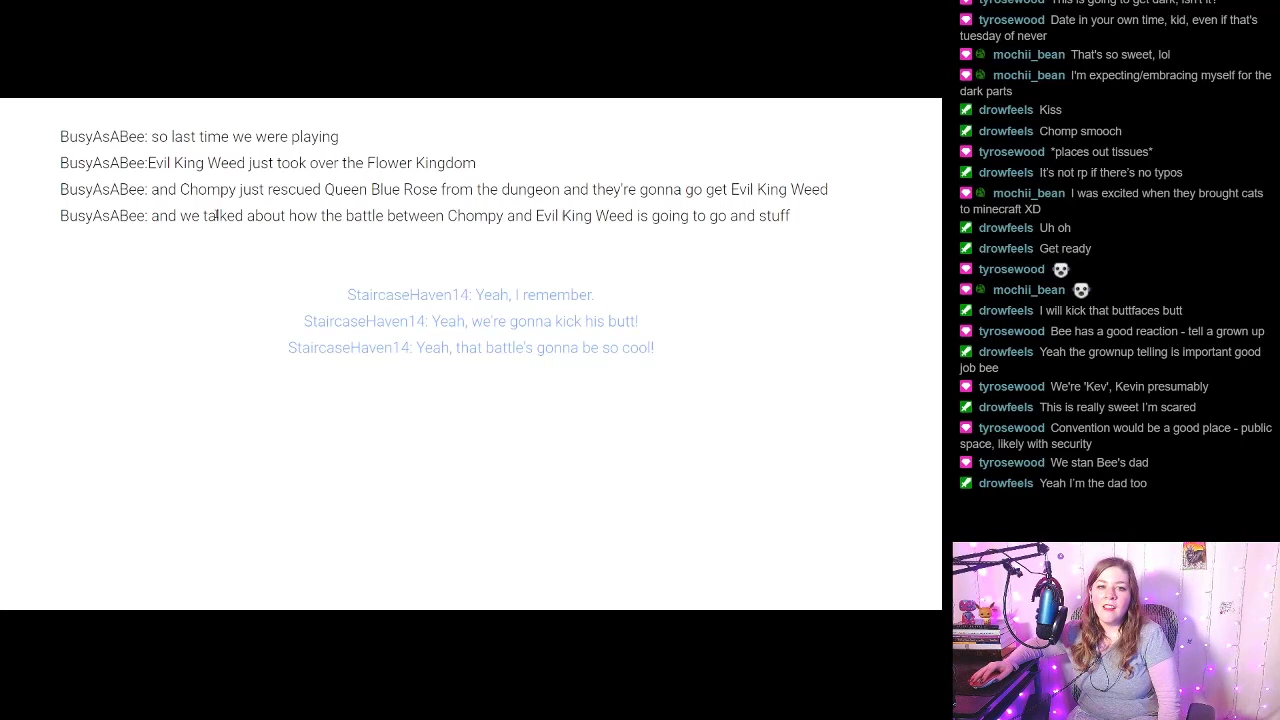 BusyAsABee: so last time we were playing
BusyAsABee:Evil King Weed just took over the Flower Kingdom
BusyAsABee: and Chompy just rescued Queen Blue Rose from the dungeon and they're gonna go get Evil King Weed
BusyAsABee: and we talked about how the battle between Chompy and Evil King Weed is going to go and stuff
StaircaseHaven14: Yeah, I remember.
StaircaseHaven14: Yeah, we're gonna kick his butt!
StaircaseHaven14: Yeah, that battle's gonna be so cool!
tyrosewood This is going to get dark, isn't it?
tyrosewood Date in your own time, kid, even if that's
tuesday of never
mochii_bean That's so sweet, lol
mochii_bean I'm expecting/embracing myself for the
dark parts
drowfeels Kiss
drowfeels Chomp smooch
tyrosewood *places out tissues*
drowfeels It's not rp if there's no typos
mochii_bean I was excited when they brought cats
to minecraft XD
drowfeels Uh oh
drowfeels Get ready
tyrosewood
mochii_bean
drowfeels I will kick that buttfaces butt
tyrosewood Bee has a good reaction - tell a grown up
drowfeels Yeah the grownup telling is important good
job bee
tyrosewood We're 'Kev', Kevin presumably
drowfeels This is really sweet I'm scared
tyrosewood Convention would be a good place - public
space, likely with security
tyrosewood We stan Bee's dad
drowfeels Yeah I'm the dad too